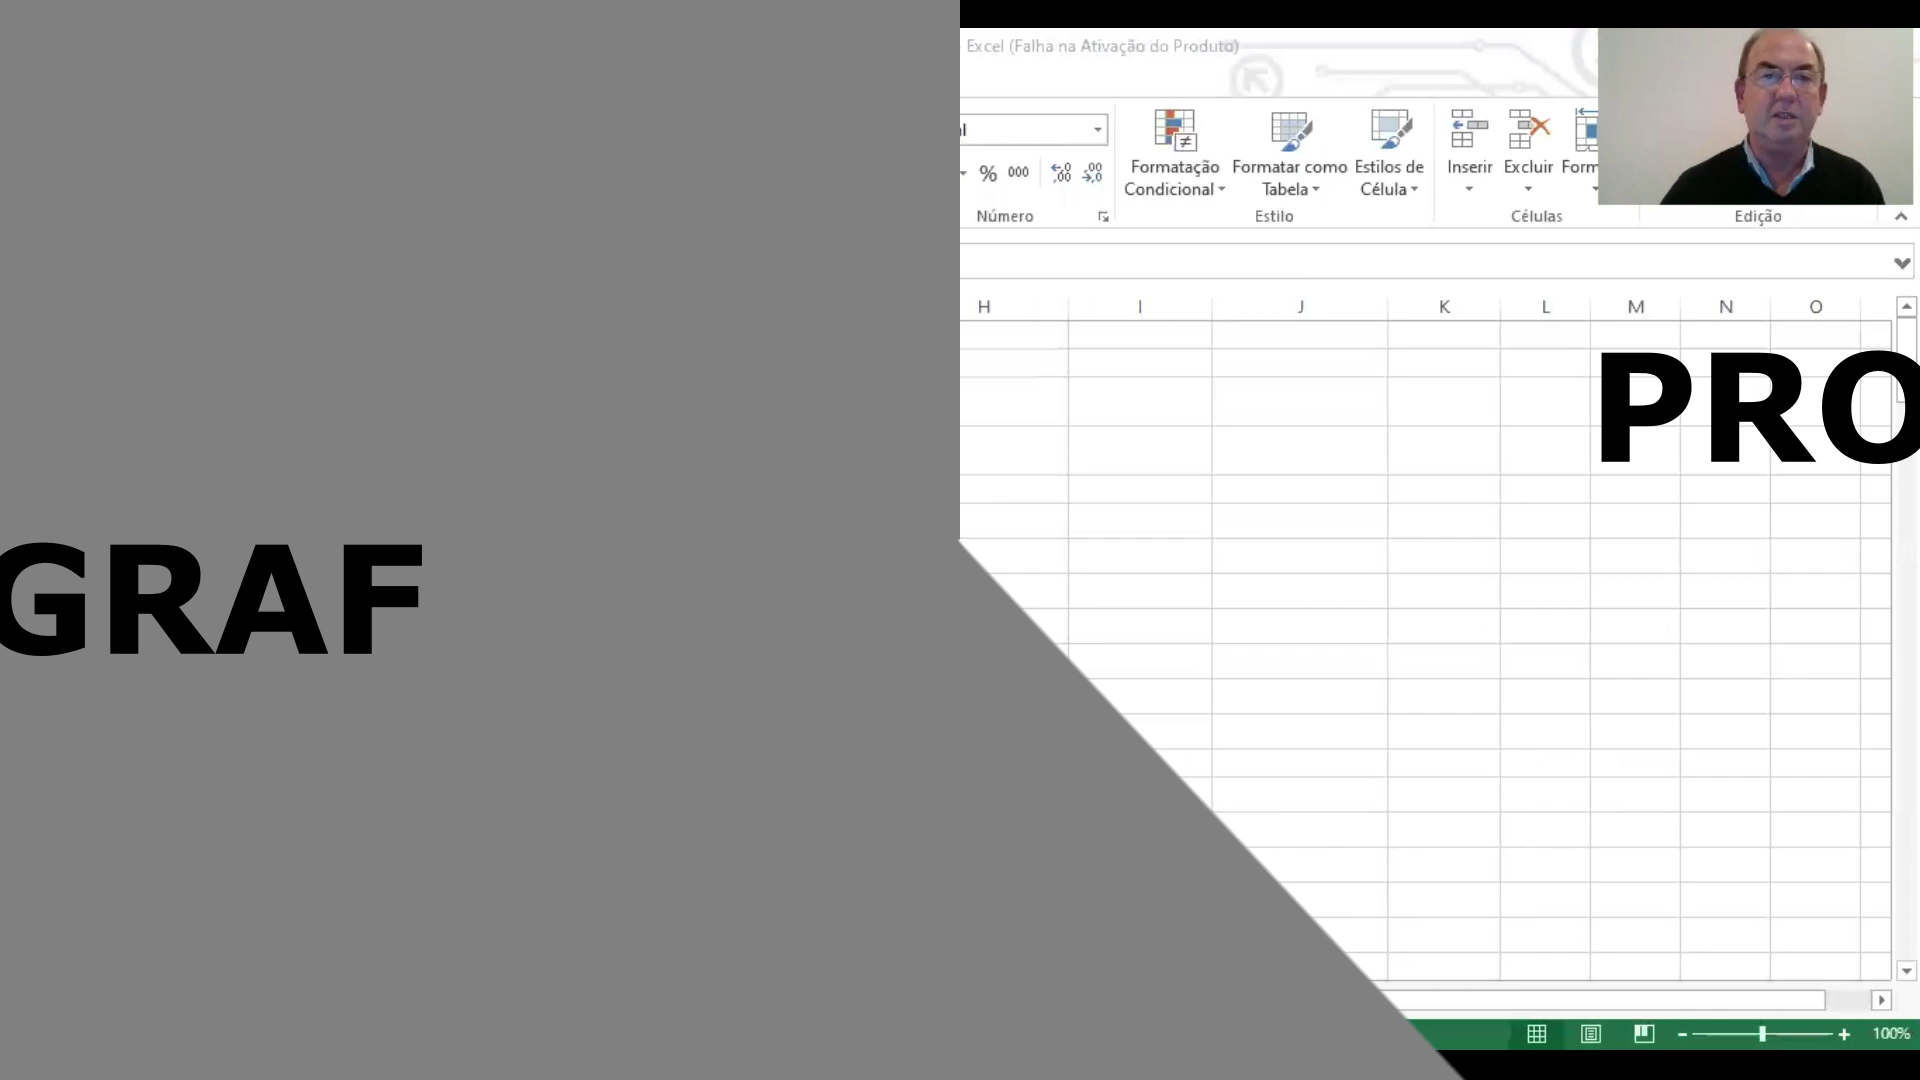 Excel (Falha na Ativação do Produto)
% 000
Formatação Condicional
Formatar como Tabela
Estilos de Célula
Inserir
Excluir
Form
Número
Estilo
Células
Edição
H I J K L M N O
PRO
GRAF
100%